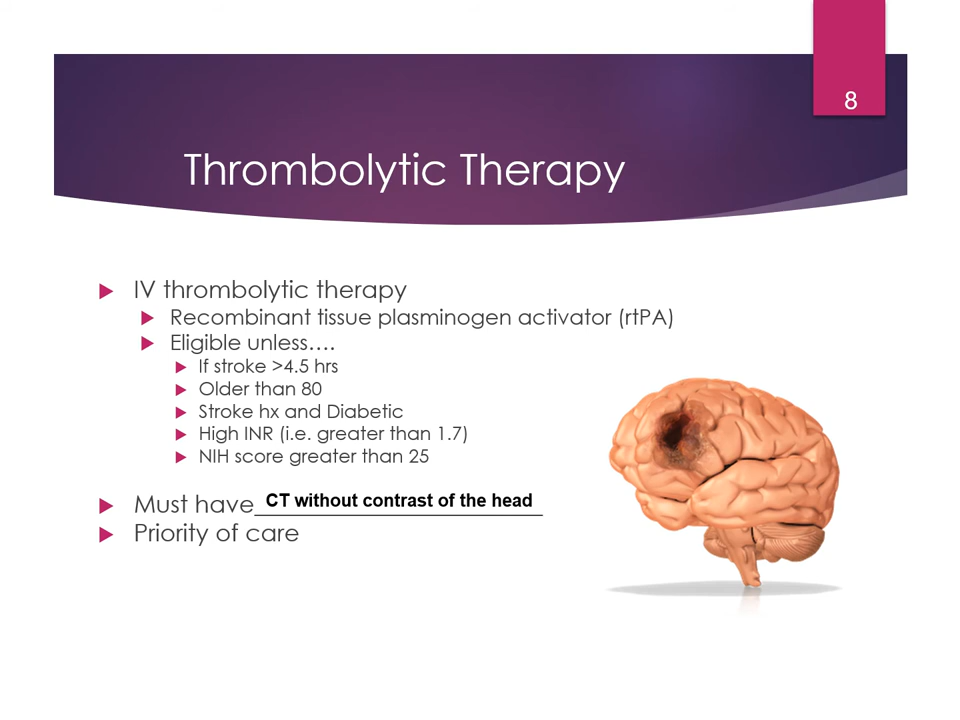 8
Thrombolytic Therapy
IV thrombolytic therapy
Recombinant tissue plasminogen activator (rtPA)
Eligible unless….
If stroke >4.5 hrs
Older than 80
Stroke hx and Diabetic
High INR (i.e. greater than 1.7)
NIH score greater than 25
Must have CT without contrast of the head
Priority of care